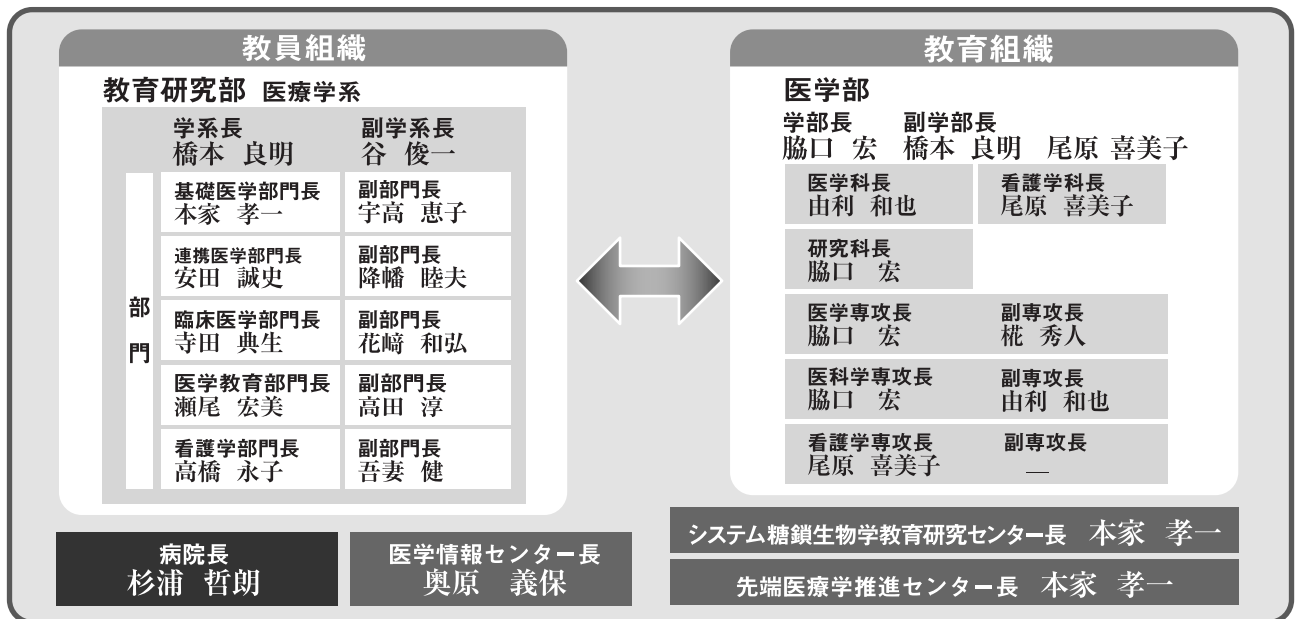 教員組織
教育研究部 医療学系
学系長 副学系長
橋本 良明 谷 俊一
部門
基礎医学部門長 副部門長
本家 孝一 宇高 恵子
連携医学部門長 副部門長
安田 誠史 降幡 睦夫
臨床医学部門長 副部門長
寺田 典生 花﨑 和弘
医学教育部門長 副部門長
瀬尾 宏美 高田 淳
看護学部門長 副部門長
高橋 永子 吾妻 健
教育組織
医学部
学部長 副学部長
脇口 宏 橋本 良明 尾原 喜美子
医学科長 看護学科長
由利 和也 尾原 喜美子
研究科長
脇口 宏
医学専攻長 副専攻長
脇口 宏 椛 秀人
医科学専攻長 副専攻長
脇口 宏 由利 和也
看護学専攻長 副専攻長
尾原 喜美子 ―
病院長
杉浦 哲朗
医学情報センター長
奥原 義保
システム糖鎖生物学教育研究センター長 本家 孝一
先端医療学推進センター長 本家 孝一